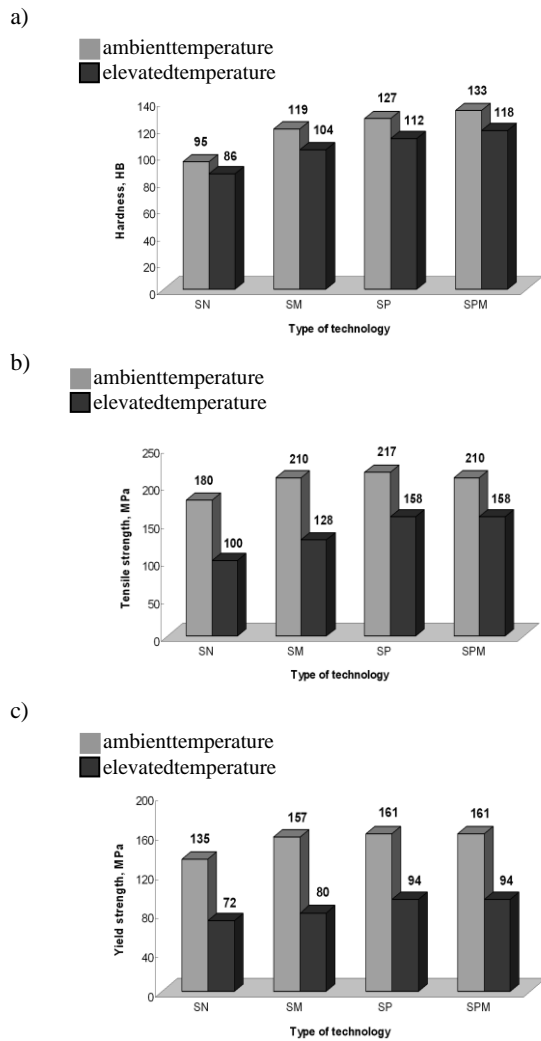 a)
ambienttemperature
elevatedtemperature
140
120
100
80
60
40
20
0
Hardness, HB
95 86 119 104 127 112 133 118
SN SM SP SPM
Type of technology
b)
ambienttemperature
elevatedtemperature
250
200
150
100
50
0
Tensile strength, MPa
180 100 210 128 217 158 210 158
SN SM SP SPM
Type of technology
c)
ambienttemperature
elevatedtemperature
200
160
120
80
40
0
Yield strength, MPa
135 72 157 80 161 94 161 94
SN SM SP SPM
Type of technology